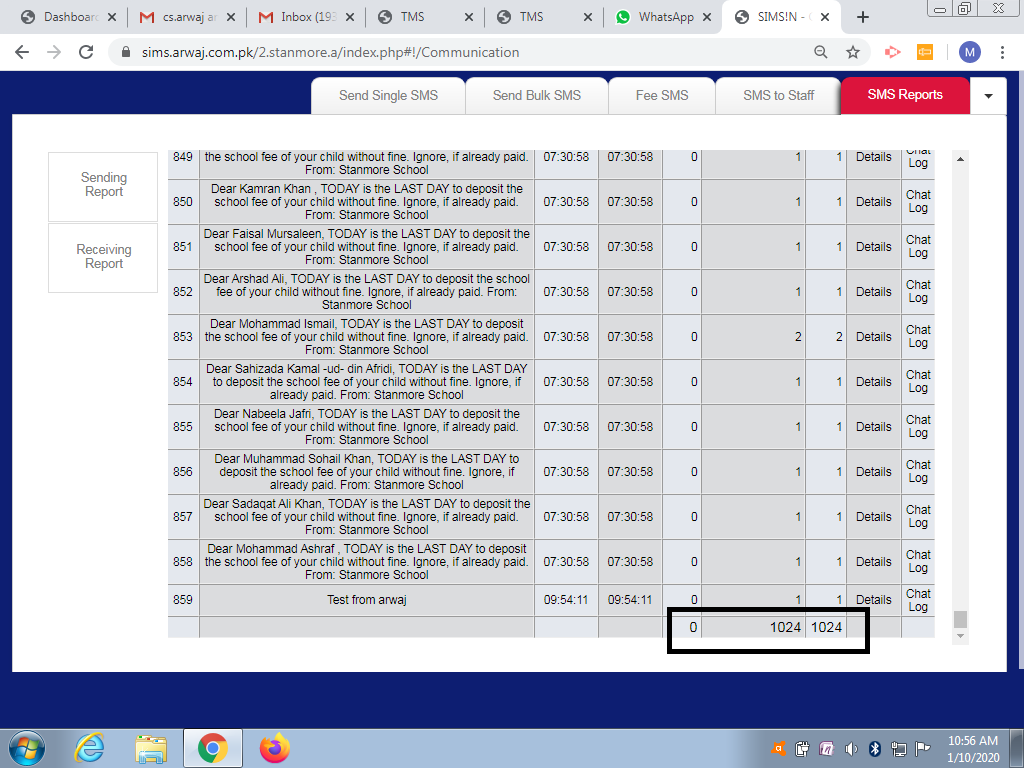 Dashboard
cs.arwaj ar
Inbox (193
TMS
TMS
WhatsApp
SIMS!N -
sims.arwaj.com.pk/2.stanmore.a/index.php#!/Communication
M
Send Single SMS
Send Bulk SMS
Fee SMS
SMS to Staff
SMS Reports
Sending
Report
Receiving
Report
849 the school fee of your child without fine. Ignore, if already paid. 07:30:58 07:30:58 0 1 1 Details Chat
From: Stanmore School Log
Dear Kamran Khan , TODAY is the LAST DAY to deposit the
850 school fee of your child without fine. Ignore, if already paid. 07:30:58 07:30:58 0 1 1 Details Chat Log
From: Stanmore School
Dear Faisal Mursaleen, TODAY is the LAST DAY to deposit the
851 school fee of your child without fine. Ignore, if already paid. 07:30:58 07:30:58 0 1 1 Details Chat Log
From: Stanmore School
Dear Arshad Ali, TODAY is the LAST DAY to deposit the school
852 fee of your child without fine. Ignore, if already paid. From: 07:30:58 07:30:58 0 1 1 Details Chat Log
Stanmore School
Dear Mohammad Ismail, TODAY is the LAST DAY to deposit
853 the school fee of your child without fine. Ignore, if already paid. 07:30:58 07:30:58 0 2 2 Details Chat Log
From: Stanmore School
Dear Sahizada Kamal -ud- din Afridi, TODAY is the LAST DAY
854 to deposit the school fee of your child without fine. Ignore, if 07:30:58 07:30:58 0 1 1 Details Chat Log
already paid. From: Stanmore School
Dear Nabeela Jafri, TODAY is the LAST DAY to deposit the
855 school fee of your child without fine. Ignore, if already paid. 07:30:58 07:30:58 0 1 1 Details Chat Log
From: Stanmore School
Dear Muhammad Sohail Khan, TODAY is the LAST DAY to
856 deposit the school fee of your child without fine. Ignore, if 07:30:58 07:30:58 0 1 1 Details Chat Log
already paid. From: Stanmore School
Dear Sadaqat Ali Khan, TODAY is the LAST DAY to deposit the
857 school fee of your child without fine. Ignore, if already paid. 07:30:58 07:30:58 0 1 1 Details Chat Log
From: Stanmore School
Dear Mohammad Ashraf , TODAY is the LAST DAY to deposit
858 the school fee of your child without fine. Ignore, if already paid. 07:30:58 07:30:58 0 1 1 Details Chat Log
From: Stanmore School
859 Test from arwaj 09:54:11 09:54:11 0 1 1 Details Chat Log
0 1024 1024
10:56 AM
1/10/2020